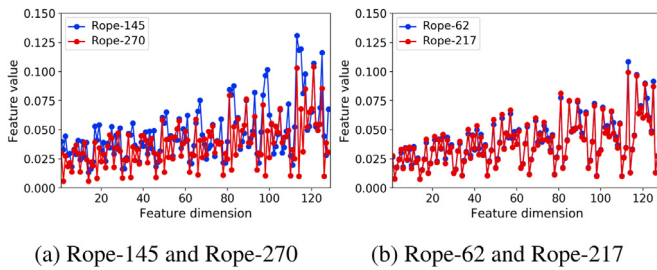 Rope-145
Rope-270
Feature value
0.150
0.125
0.100
0.075
0.050
0.025
0.000
20 40 60 80 100 120
Feature dimension
(a) Rope-145 and Rope-270
Rope-62
Rope-217
Feature value
0.150
0.125
0.100
0.075
0.050
0.025
0.000
20 40 60 80 100 120
Feature dimension
(b) Rope-62 and Rope-217